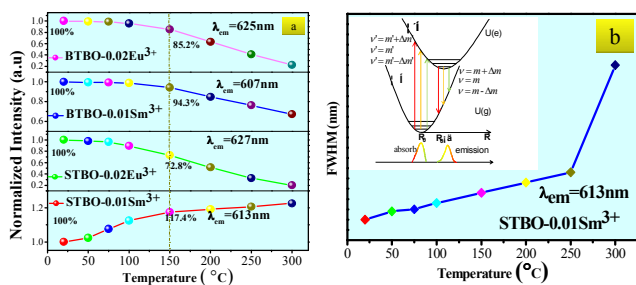 a
λem=625nm
1.0
0.8
0.6
0.4
0.2
100%
85.2%
BTBO-0.02Eu3+
λem=607nm
1.0
0.8
0.6
0.4
0.2
100%
94.3%
BTBO-0.01Sm3+
λem=627nm
1.0
0.8
0.6
0.4
0.2
100%
72.8%
STBO-0.02Eu3+
STBO-0.01Sm3+
1.2
1.0
100%
117.4%
λem=613nm
Normalized Intensity (a.u)
0 50 100 150 200 250 300
Temperature (°C)
b
FWHM (nm)
ν'=m'+Δm
ν'=m'
ν'=m'-Δm'
U(e)
ν=m+Δm
ν=m
ν=m-Δm
U(g)
R
absorb
emission
λem=613nm
STBO-0.01Sm3+
0 50 100 150 200 250 300
Temperature (°C)